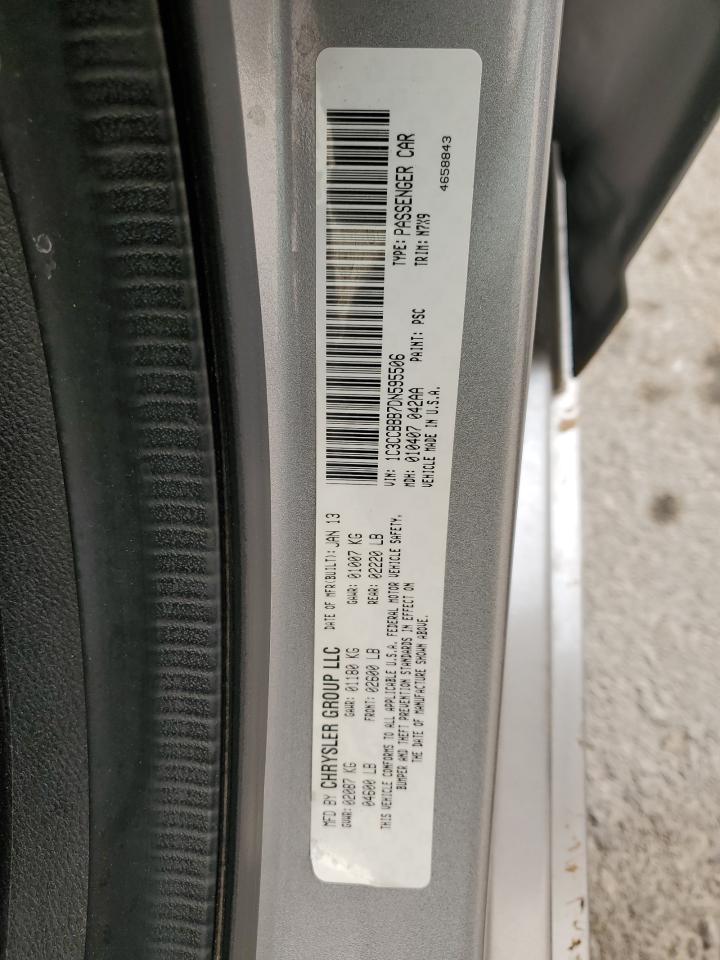 MFD BY CHRYSLER GROUP LLC DATE OF MFR(BUILT): JAN 13
GVWR: 02087 KG GAWR: 01180 KG GAWR: 01007 KG
04600 LB FRONT: 02600 LB REAR: 02220 LB
THIS VEHICLE CONFORMS TO ALL APPLICABLE U.S.A. FEDERAL MOTOR VEHICLE SAFETY,
BUMPER AND THEFT PREVENTION STANDARDS IN EFFECT ON
THE DATE OF MANUFACTURE SHOWN ABOVE.
VIN: 1C3CCBBB7DN595506 TYPE: PASSENGER CAR
MDH: 010407 042AA PAINT: PSC TRIM: M7X9
VEHICLE MADE IN U.S.A.
4658843